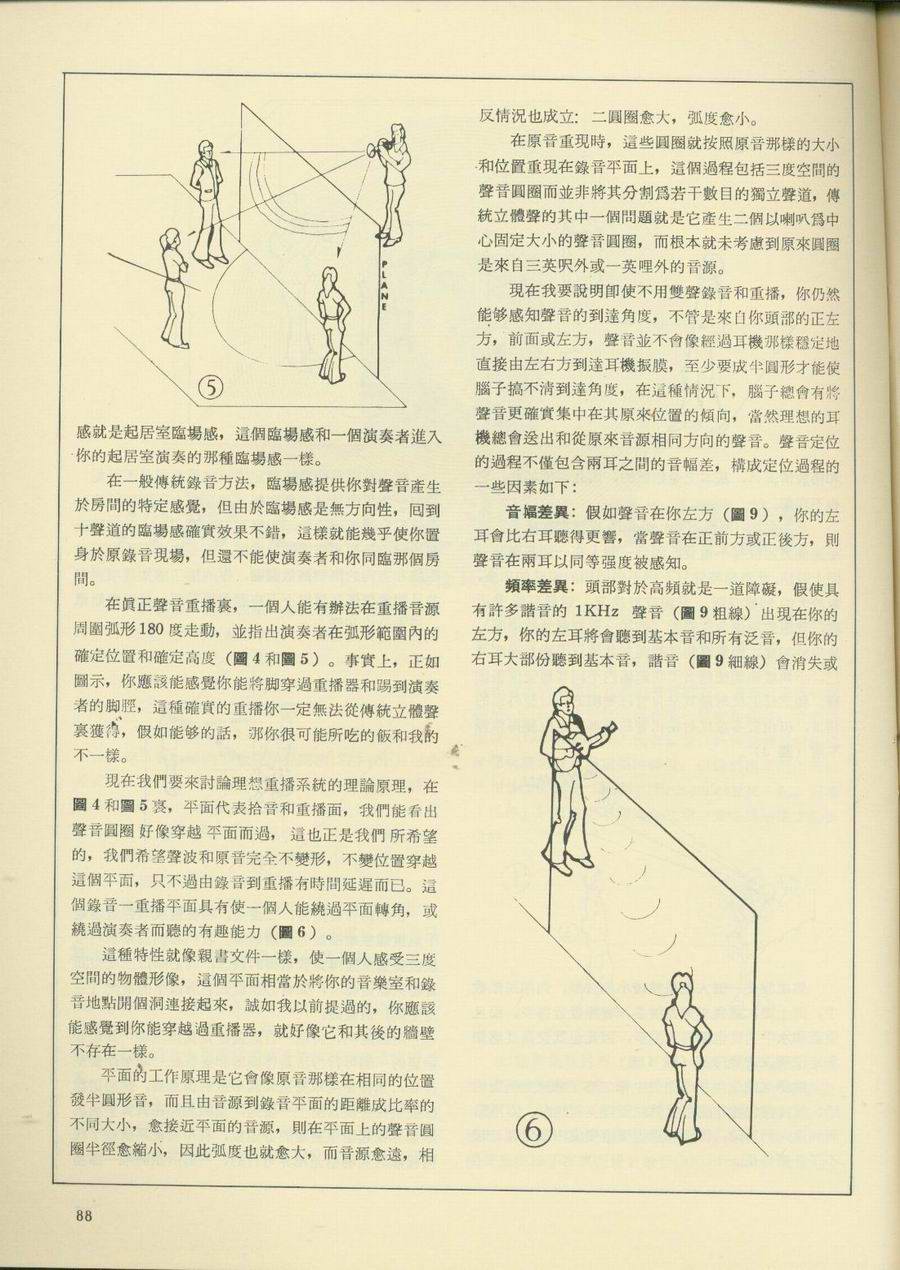 PLANE
⑤
感就是起居室臨場感，這個臨場感和一個演奏者進入
你的起居室演奏的那種臨場感一樣。
在一般傳統錄音方法，臨場感提供你對聲音產生
於房間的特定感覺，但由於臨場感是無方向性，回到
十聲道的臨場感確實效果不錯，這樣就能幾乎使你置
身於原錄音現場，但還不能使演奏者和你同臨那個房
間。
在眞正聲音重播裏，一個人能有辦法在重播音源
周圍弧形180度走動，並指出演奏者在弧形範圍內的
確定位置和確定高度（圖4和圖5）。事實上，正如
圖示，你應該能感覺你能將脚穿過重播器和踢到演奏
者的脚脛，這種確實的重播你一定無法從傳統立體聲
裏獲得，假如能够的話，那你很可能所吃的飯和我的
不一樣。
現在我們要來討論理想重播系統的理論原理，在
圖4和圖5裏，平面代表拾音和重播面，我們能看出
聲音圓圈好像穿越平面而過，這也正是我們所希望
的，我們希望聲波和原音完全不變形，不變位置穿越
這個平面，只不過由錄音到重播有時間延遲而已。這
個錄音一重播平面具有使一個人能繞過平面轉角，或
繞過演奏者而聽的有趣能力（圖6）。
這種特性就像親書文件一樣，使一個人感受三度
空間的物體形像，這個平面相當於將你的音樂室和錄
音地點開個洞連接起來，誠如我以前提過的，你應該
能感覺到你能穿越過重播器，就好像它和其後的牆壁
不存在一樣。
平面的工作原理是它會像原音那樣在相同的位置
發半圓形音，而且由音源到錄音平面的距離成比率的
不同大小，愈接近平面的音源，則在平面上的聲音圓
圈半徑愈縮小，因此弧度也就愈大，而音源愈遠，相
反情況也成立：二圓圈愈大，弧度愈小。
在原音重現時，這些圓圈就按照原音那樣的大小
和位置重現在錄音平面上，這個過程包括三度空間的
聲音圓圈而並非將其分割爲若干數目的獨立聲道，傳
統立體聲的其中一個問題就是它產生二個以喇叭爲中
心固定大小的聲音圓圈，而根本就未考慮到原來圓圈
是來自三英呎外或一英哩外的音源。
現在我要說明卽使不用雙聲錄音和重播，你仍然
能够感知聲音的到達角度，不管是來自你頭部的正左
方，前面或左方，聲音並不會像經過耳機那樣穩定地
直接由左右方到達耳機振膜，至少要成半圓形才能使
腦子搞不清到達角度，在這種情況下，腦子總會有將
聲音更確實集中在其原來位置的傾向，當然理想的耳
機總會送出和從原來音源相同方向的聲音。聲音定位
的過程不僅包含兩耳之間的音幅差，構成定位過程的
一些因素如下：
音幅差異：假如聲音在你左方（圖9），你的左
耳會比右耳聽得更響，當聲音在正前方或正後方，則
聲音在兩耳以同等强度被感知。
頻率差異：頭部對於高頻就是一道障礙，假使具
有許多諧音的 1KHz 聲音（圖9粗線）出現在你的
左方，你的左耳將會聽到基本音和所有泛音，但你的
右耳大部份聽到基本音，諧音（圖9細線）會消失或
⑥
88